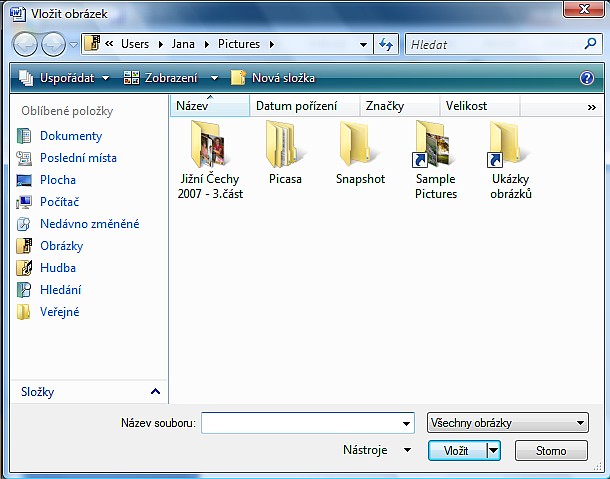 Vložit obrázek
Users Jana Pictures
Hledat
Uspořádat Zobrazení Nová složka
Oblíbené položky
Dokumenty
Poslední místa
Plocha
Počítač
Nedávno změněné
Obrázky
Hudba
Hledání
Veřejné
Složky
Název Datum pořízení Značky Velikost
Jižní Čechy
2007 - 3.část
Picasa
Snapshot
Sample
Pictures
Ukázky
obrázků
Název souboru:
Všechny obrázky
Nástroje Vložit Storno